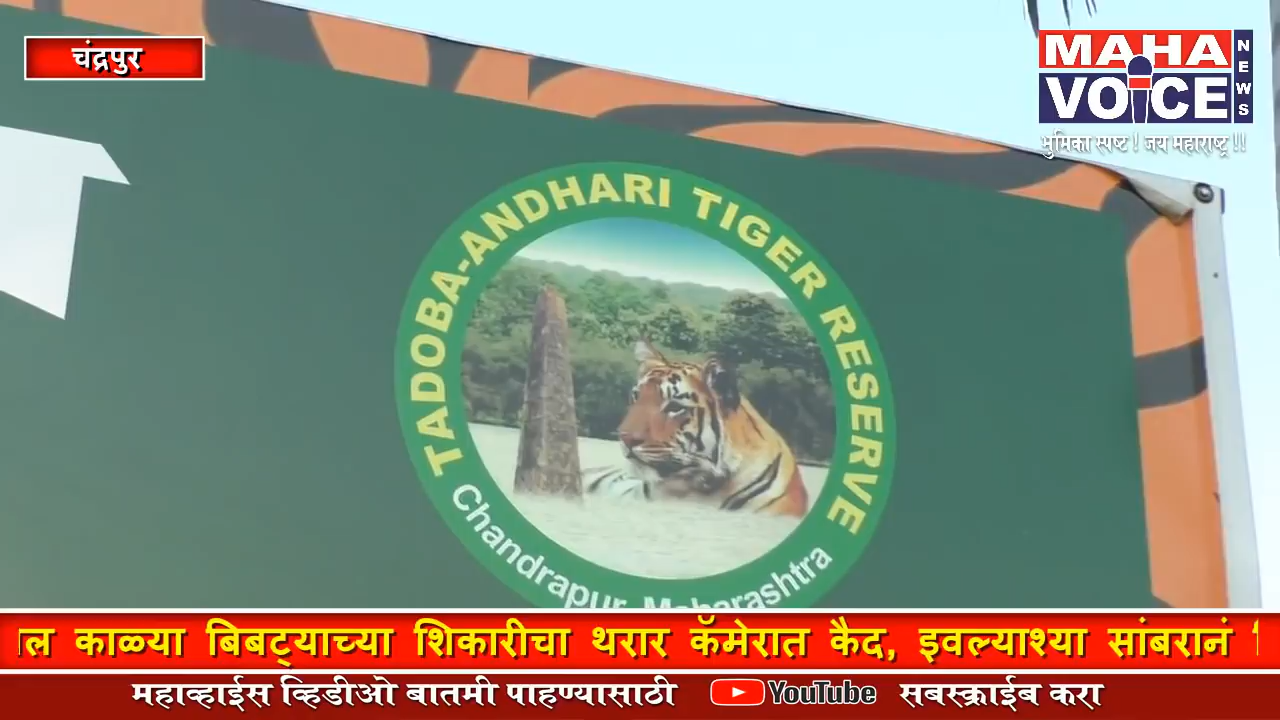 चंद्रपुर
MAHA
VOICE
NEWS
भुमिका स्पष्ट ! जय महाराष्ट्र !!
TADOBA-ANDHARI TIGER RESERVE
Chandrapur, Maharashtra
काळ्या बिबट्याच्या शिकारीचा थरार कॅमेरात कैद, इवल्याश्या सांबरानं
महाव्हाईस व्हिडीओ बातमी पाहण्यासाठी YouTube सबस्क्राईब करा